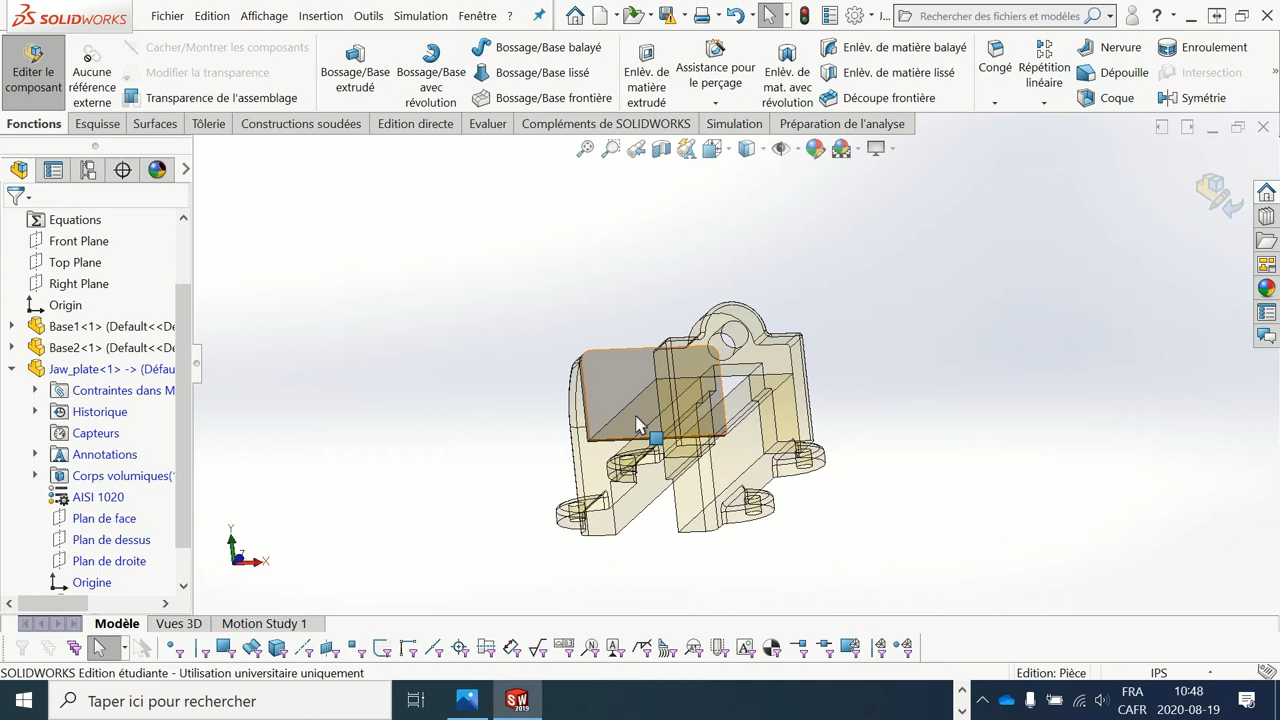 SOLIDWORKS
Fichier Edition Affichage Insertion Outils Simulation Fenêtre ?
J... Rechercher des fichiers et modèles ?
Editer le composant
Aucune référence externe
Cacher/Montrer les composants
Modifier la transparence
Transparence de l'assemblage
Bossage/Base extrudé
Bossage/Base avec révolution
Bossage/Base balayé
Bossage/Base lissé
Bossage/Base frontière
Enlèv. de matière extrudé
Assistance pour le perçage
Enlèv. de mat. avec révolution
Enlèv. de matière balayé
Enlèv. de matière lissé
Découpe frontière
Congé
Répétition linéaire
Nervure
Dépouille
Coque
Enroulement
Intersection
Symétrie
Fonctions Esquisse Surfaces Tôlerie Constructions soudées Edition directe Evaluer Compléments de SOLIDWORKS Simulation Préparation de l'analyse
Equations
Front Plane
Top Plane
Right Plane
Origin
Base1<1> (Default<<De
Base2<1> (Default<<De
Jaw_plate<1> -> (Défau
Contraintes dans M
Historique
Capteurs
Annotations
Corps volumiques(
AISI 1020
Plan de face
Plan de dessus
Plan de droite
Origine
Y
Z
X
Modèle Vues 3D Motion Study 1
SOLIDWORKS Edition étudiante - Utilisation universitaire uniquement Edition: Pièce IPS
Taper ici pour rechercher
SW
2019
FRA
CAFR
10:48
2020-08-19